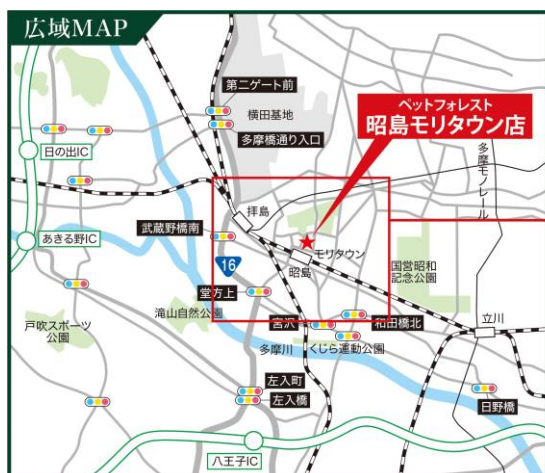 広域MAP
第二ゲート前
横田基地
多摩橋通り入口
ペットフォレスト
昭島モリタウン店
多摩モノレール
日の出IC
拝島
武蔵野橋南
モリタウン
あきる野IC
16
昭島
国営昭和
記念公園
堂方上
滝山自然公園
戸吹スポーツ
公園
宮沢
和田橋北
立川
多摩川
くじら運動公園
左入町
左入橋
日野橋
八王子IC